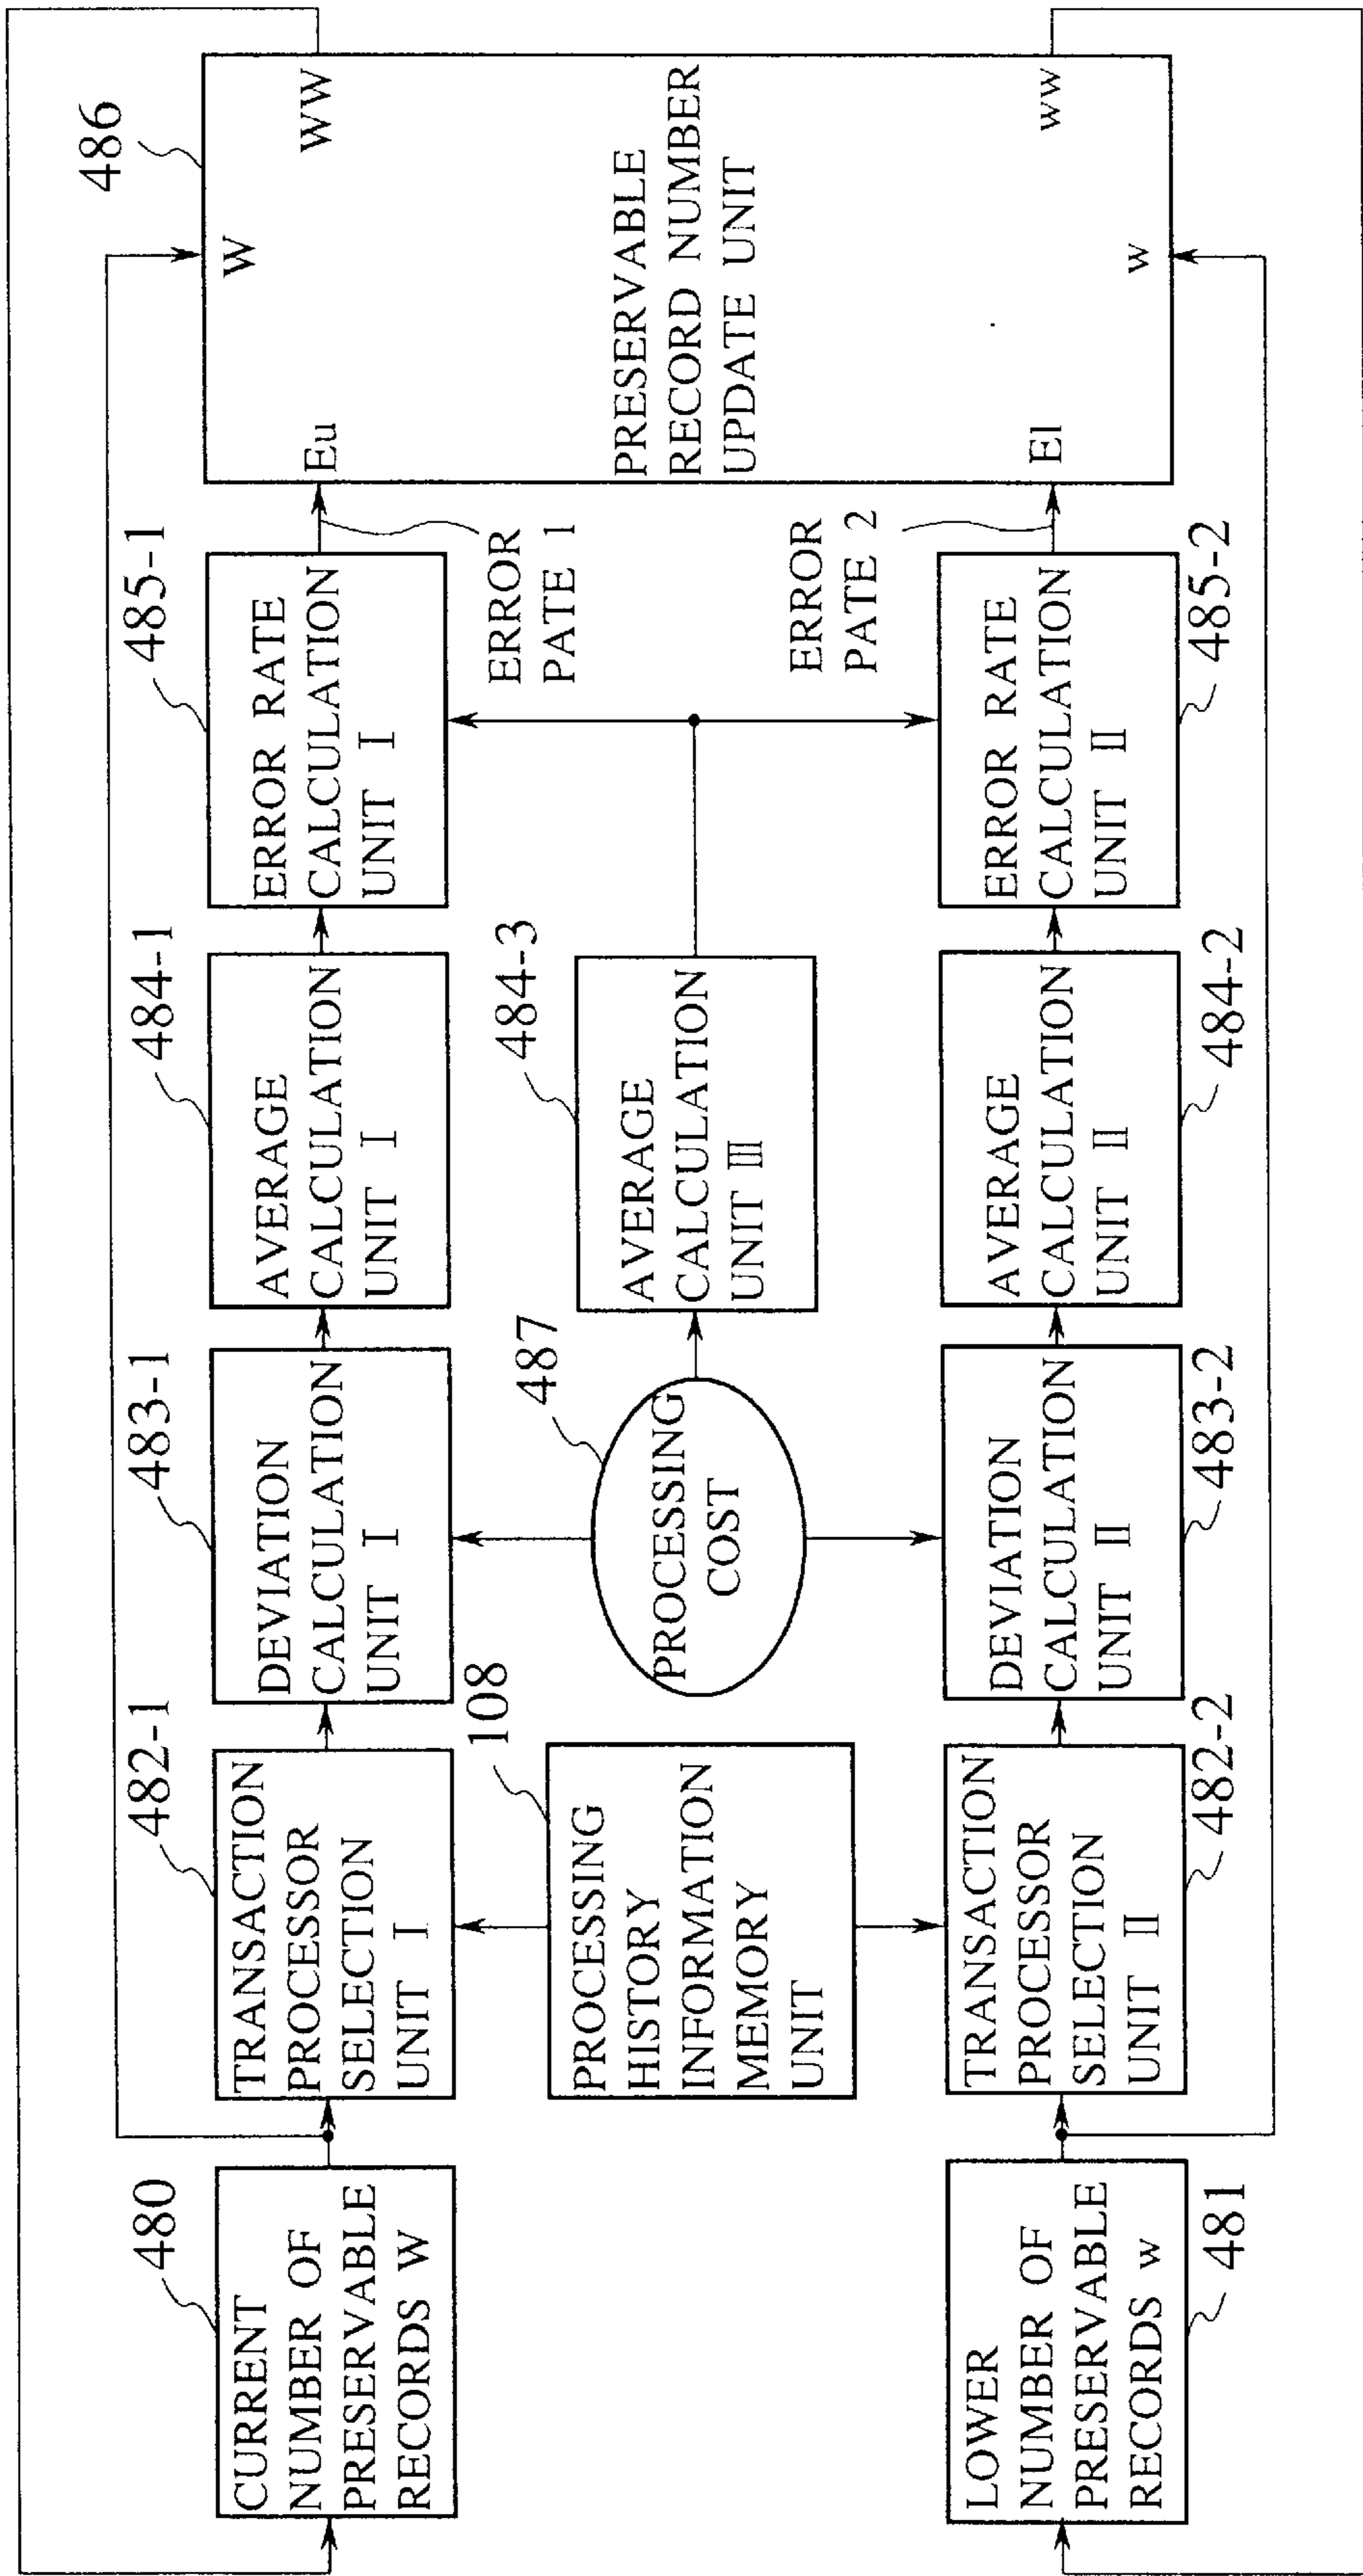 480
CURRENT
NUMBER OF
PRESERVABLE
RECORDS W
482-1
TRANSACTION
PROCESSOR
SELECTION
UNIT I
483-1
DEVIATION
CALCULATION
UNIT I
484-1
AVERAGE
CALCULATION
UNIT I
485-1
ERROR RATE
CALCULATION
UNIT I
ERROR
PATE 1
486
W
WW
Eu
PRESERVABLE
RECORD NUMBER
UPDATE UNIT
El
w
ww
108
PROCESSING
HISTORY
INFORMATION
MEMORY
UNIT
487
PROCESSING
COST
484-3
AVERAGE
CALCULATION
UNIT III
ERROR
PATE 2
LOWER
NUMBER OF
PRESERVABLE
RECORDS w
481
TRANSACTION
PROCESSOR
SELECTION
UNIT II
482-2
DEVIATION
CALCULATION
UNIT II
483-2
AVERAGE
CALCULATION
UNIT II
484-2
ERROR RATE
CALCULATION
UNIT II
485-2